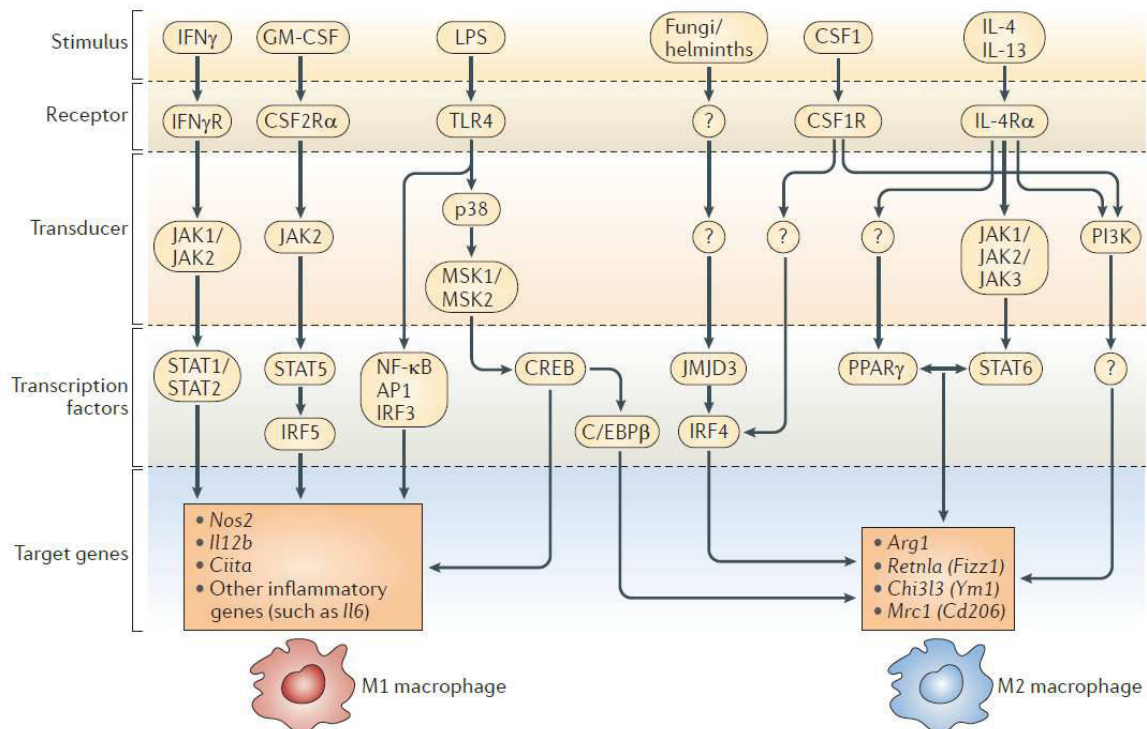 Stimulus
IFNγ
GM-CSF
LPS
Fungi/
helminths
CSF1
IL-4
IL-13
Receptor
IFNγR
CSF2Rα
TLR4
?
CSF1R
IL-4Rα
Transducer
JAK1/
JAK2
JAK2
p38
MSK1/
MSK2
?
?
?
JAK1/
JAK2/
JAK3
PI3K
Transcription
factors
STAT1/
STAT2
STAT5
IRF5
NF-κB
AP1
IRF3
CREB
C/EBPβ
JMJD3
IRF4
PPARγ
STAT6
?
Target genes
• Nos2
• Il12b
• Ciita
• Other inflammatory
genes (such as Il6)
• Arg1
• Retnla (Fizz1)
• Chi3l3 (Ym1)
• Mrc1 (Cd206)
M1 macrophage
M2 macrophage